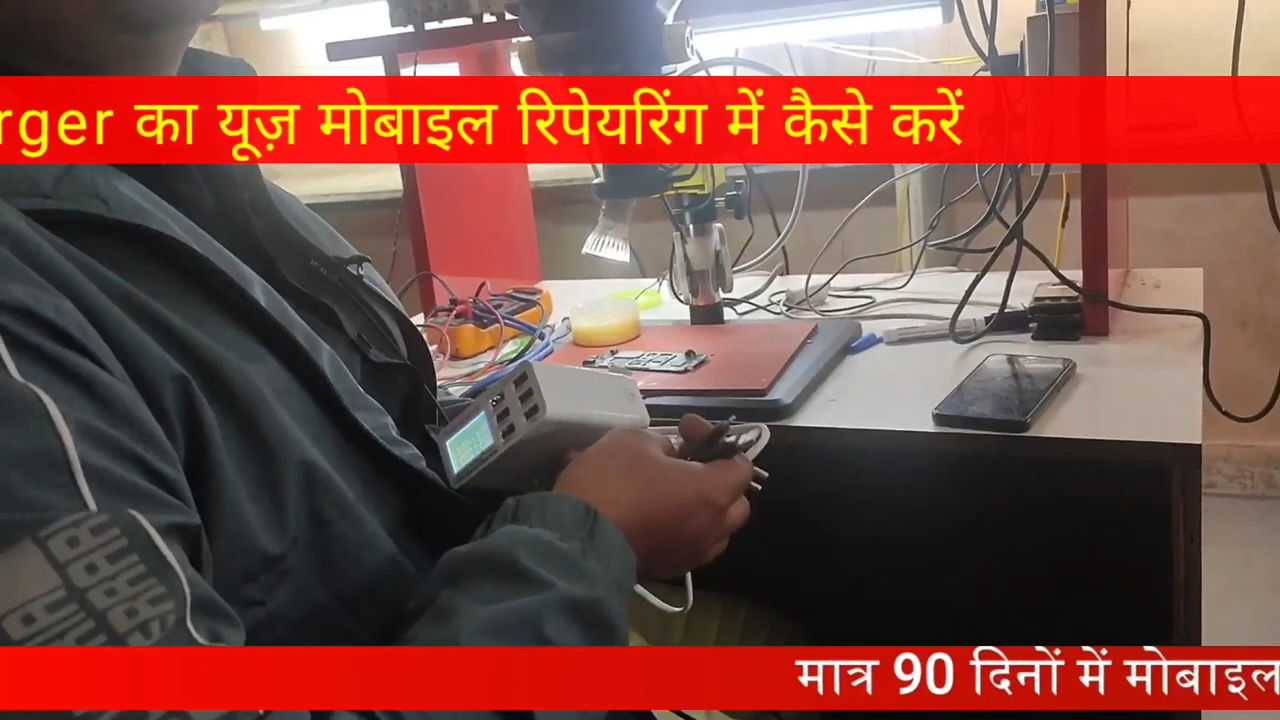 rger का यूज़ मोबाइल रिपेयरिंग में कैसे करें
मात्र 90 दिनों में मोबाइल